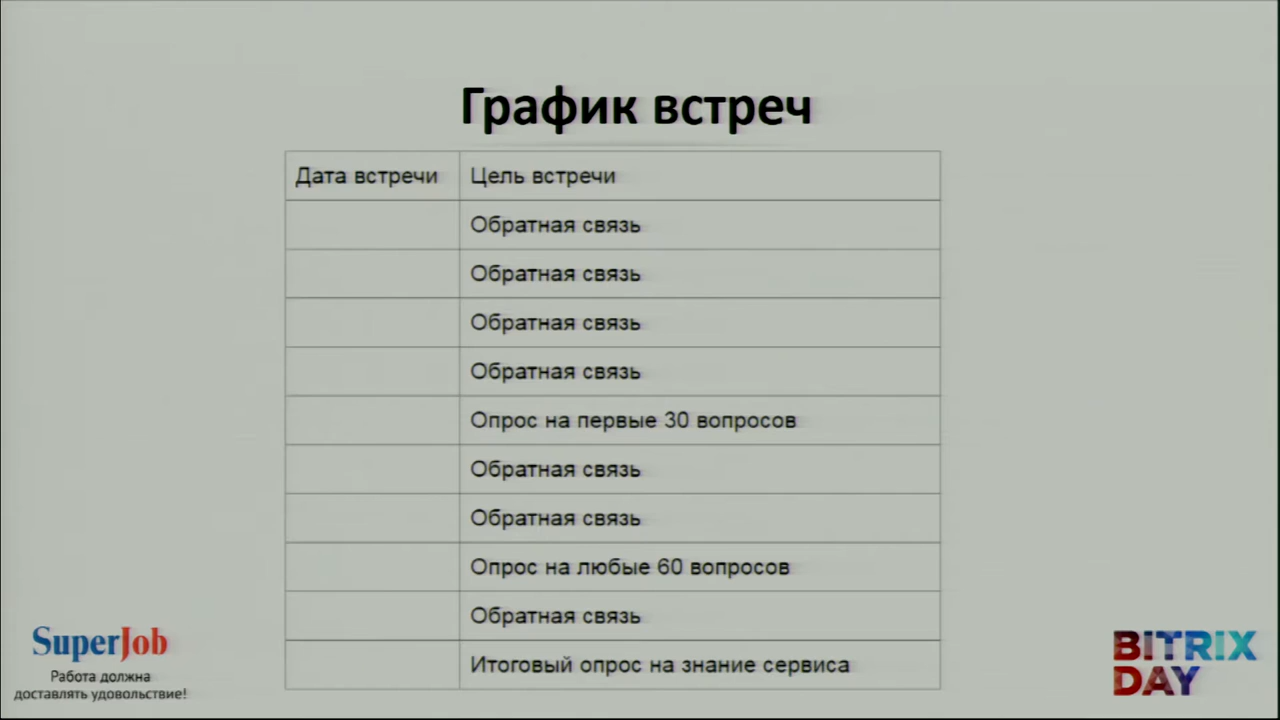 График встреч
Дата встречи Цель встречи
Обратная связь
Обратная связь
Обратная связь
Обратная связь
Опрос на первые 30 вопросов
Обратная связь
Обратная связь
Опрос на любые 60 вопросов
Обратная связь
Итоговый опрос на знание сервиса
SuperJob
Работа должна
доставлять удовольствие!
BITRIX
DAY